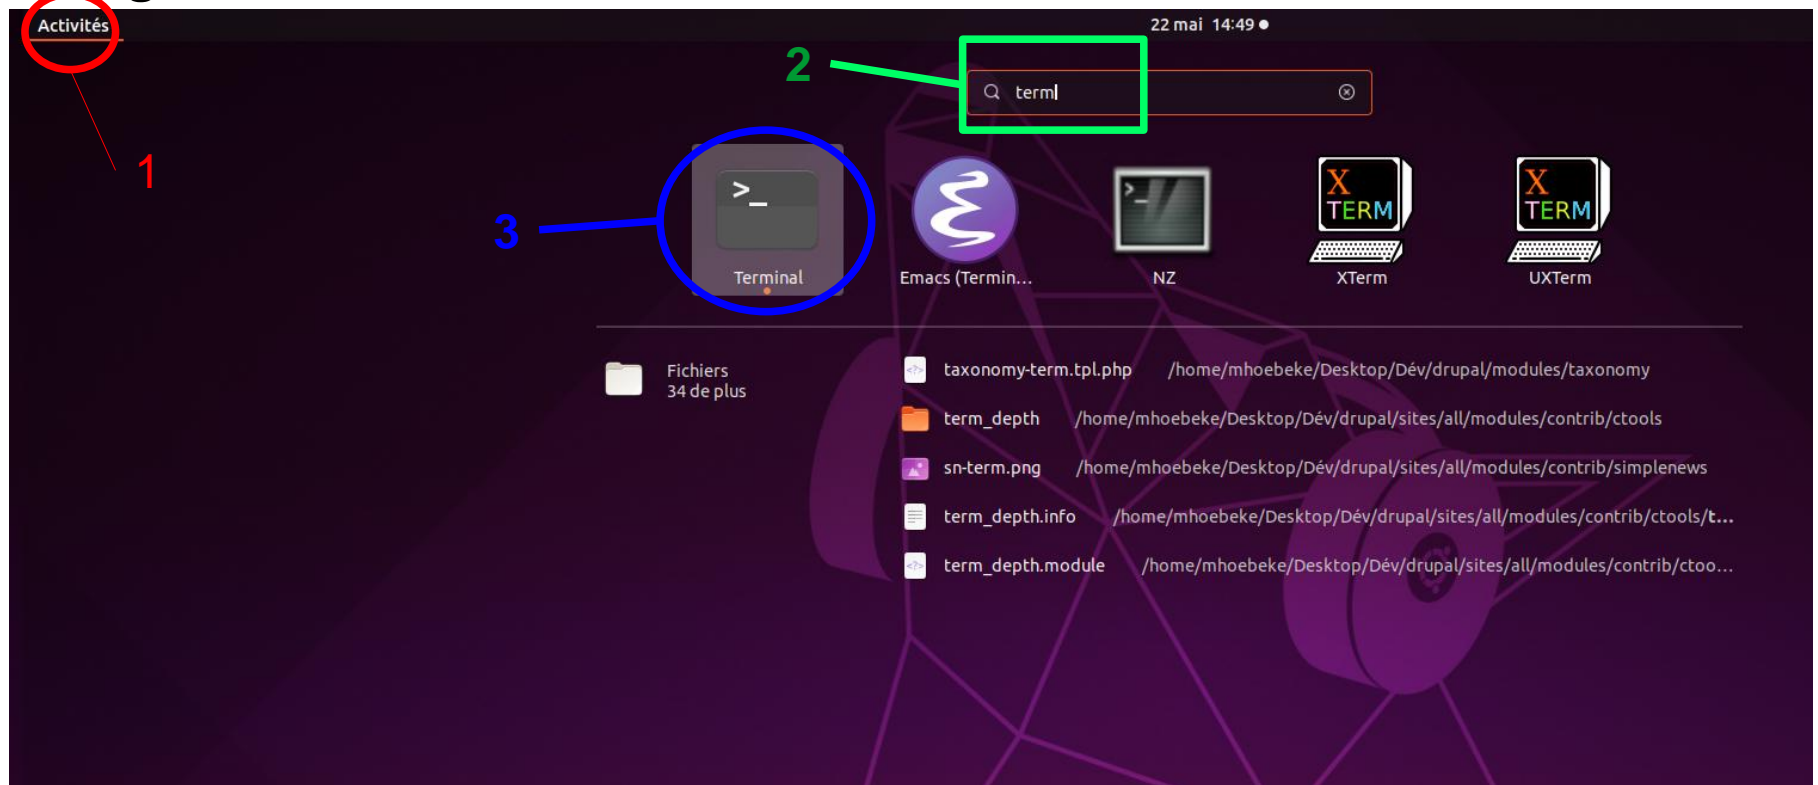 Activités
22 mai 14:49
2
term
1
3
>_
>_
X
TERM
X
TERM
Terminal
Emacs (Termin...
NZ
XTerm
UXTerm
Fichiers
34 de plus
taxonomy-term.tpl.php /home/mhoebeke/Desktop/Dév/drupal/modules/taxonomy
term_depth /home/mhoebeke/Desktop/Dév/drupal/sites/all/modules/contrib/ctools
sn-term.png /home/mhoebeke/Desktop/Dév/drupal/sites/all/modules/contrib/simplenews
term_depth.info /home/mhoebeke/Desktop/Dév/drupal/sites/all/modules/contrib/ctools/t...
term_depth.module /home/mhoebeke/Desktop/Dév/drupal/sites/all/modules/contrib/ctoo...